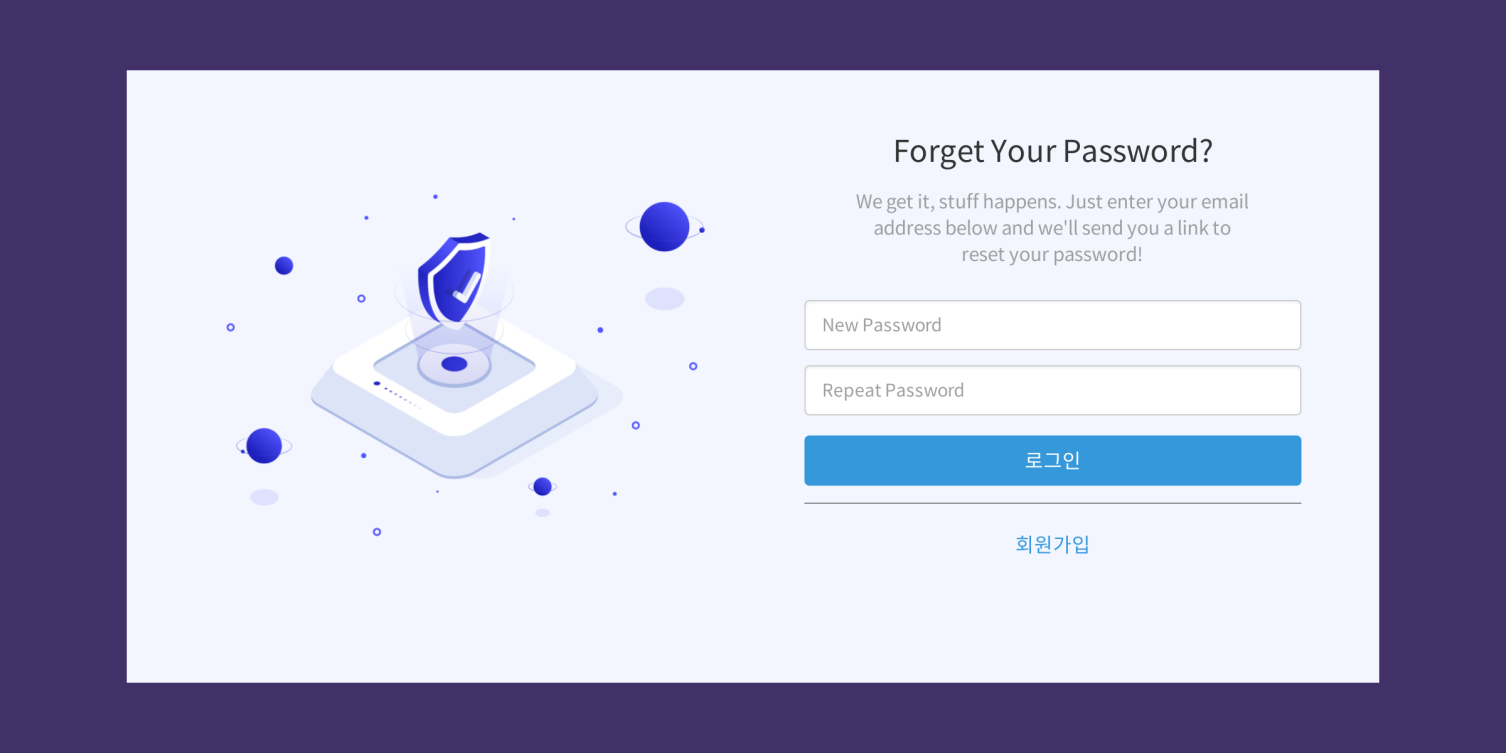 Forget Your Password?
We get it, stuff happens. Just enter your email
address below and we'll send you a link to
reset your password!
New Password
Repeat Password
로그인
회원가입